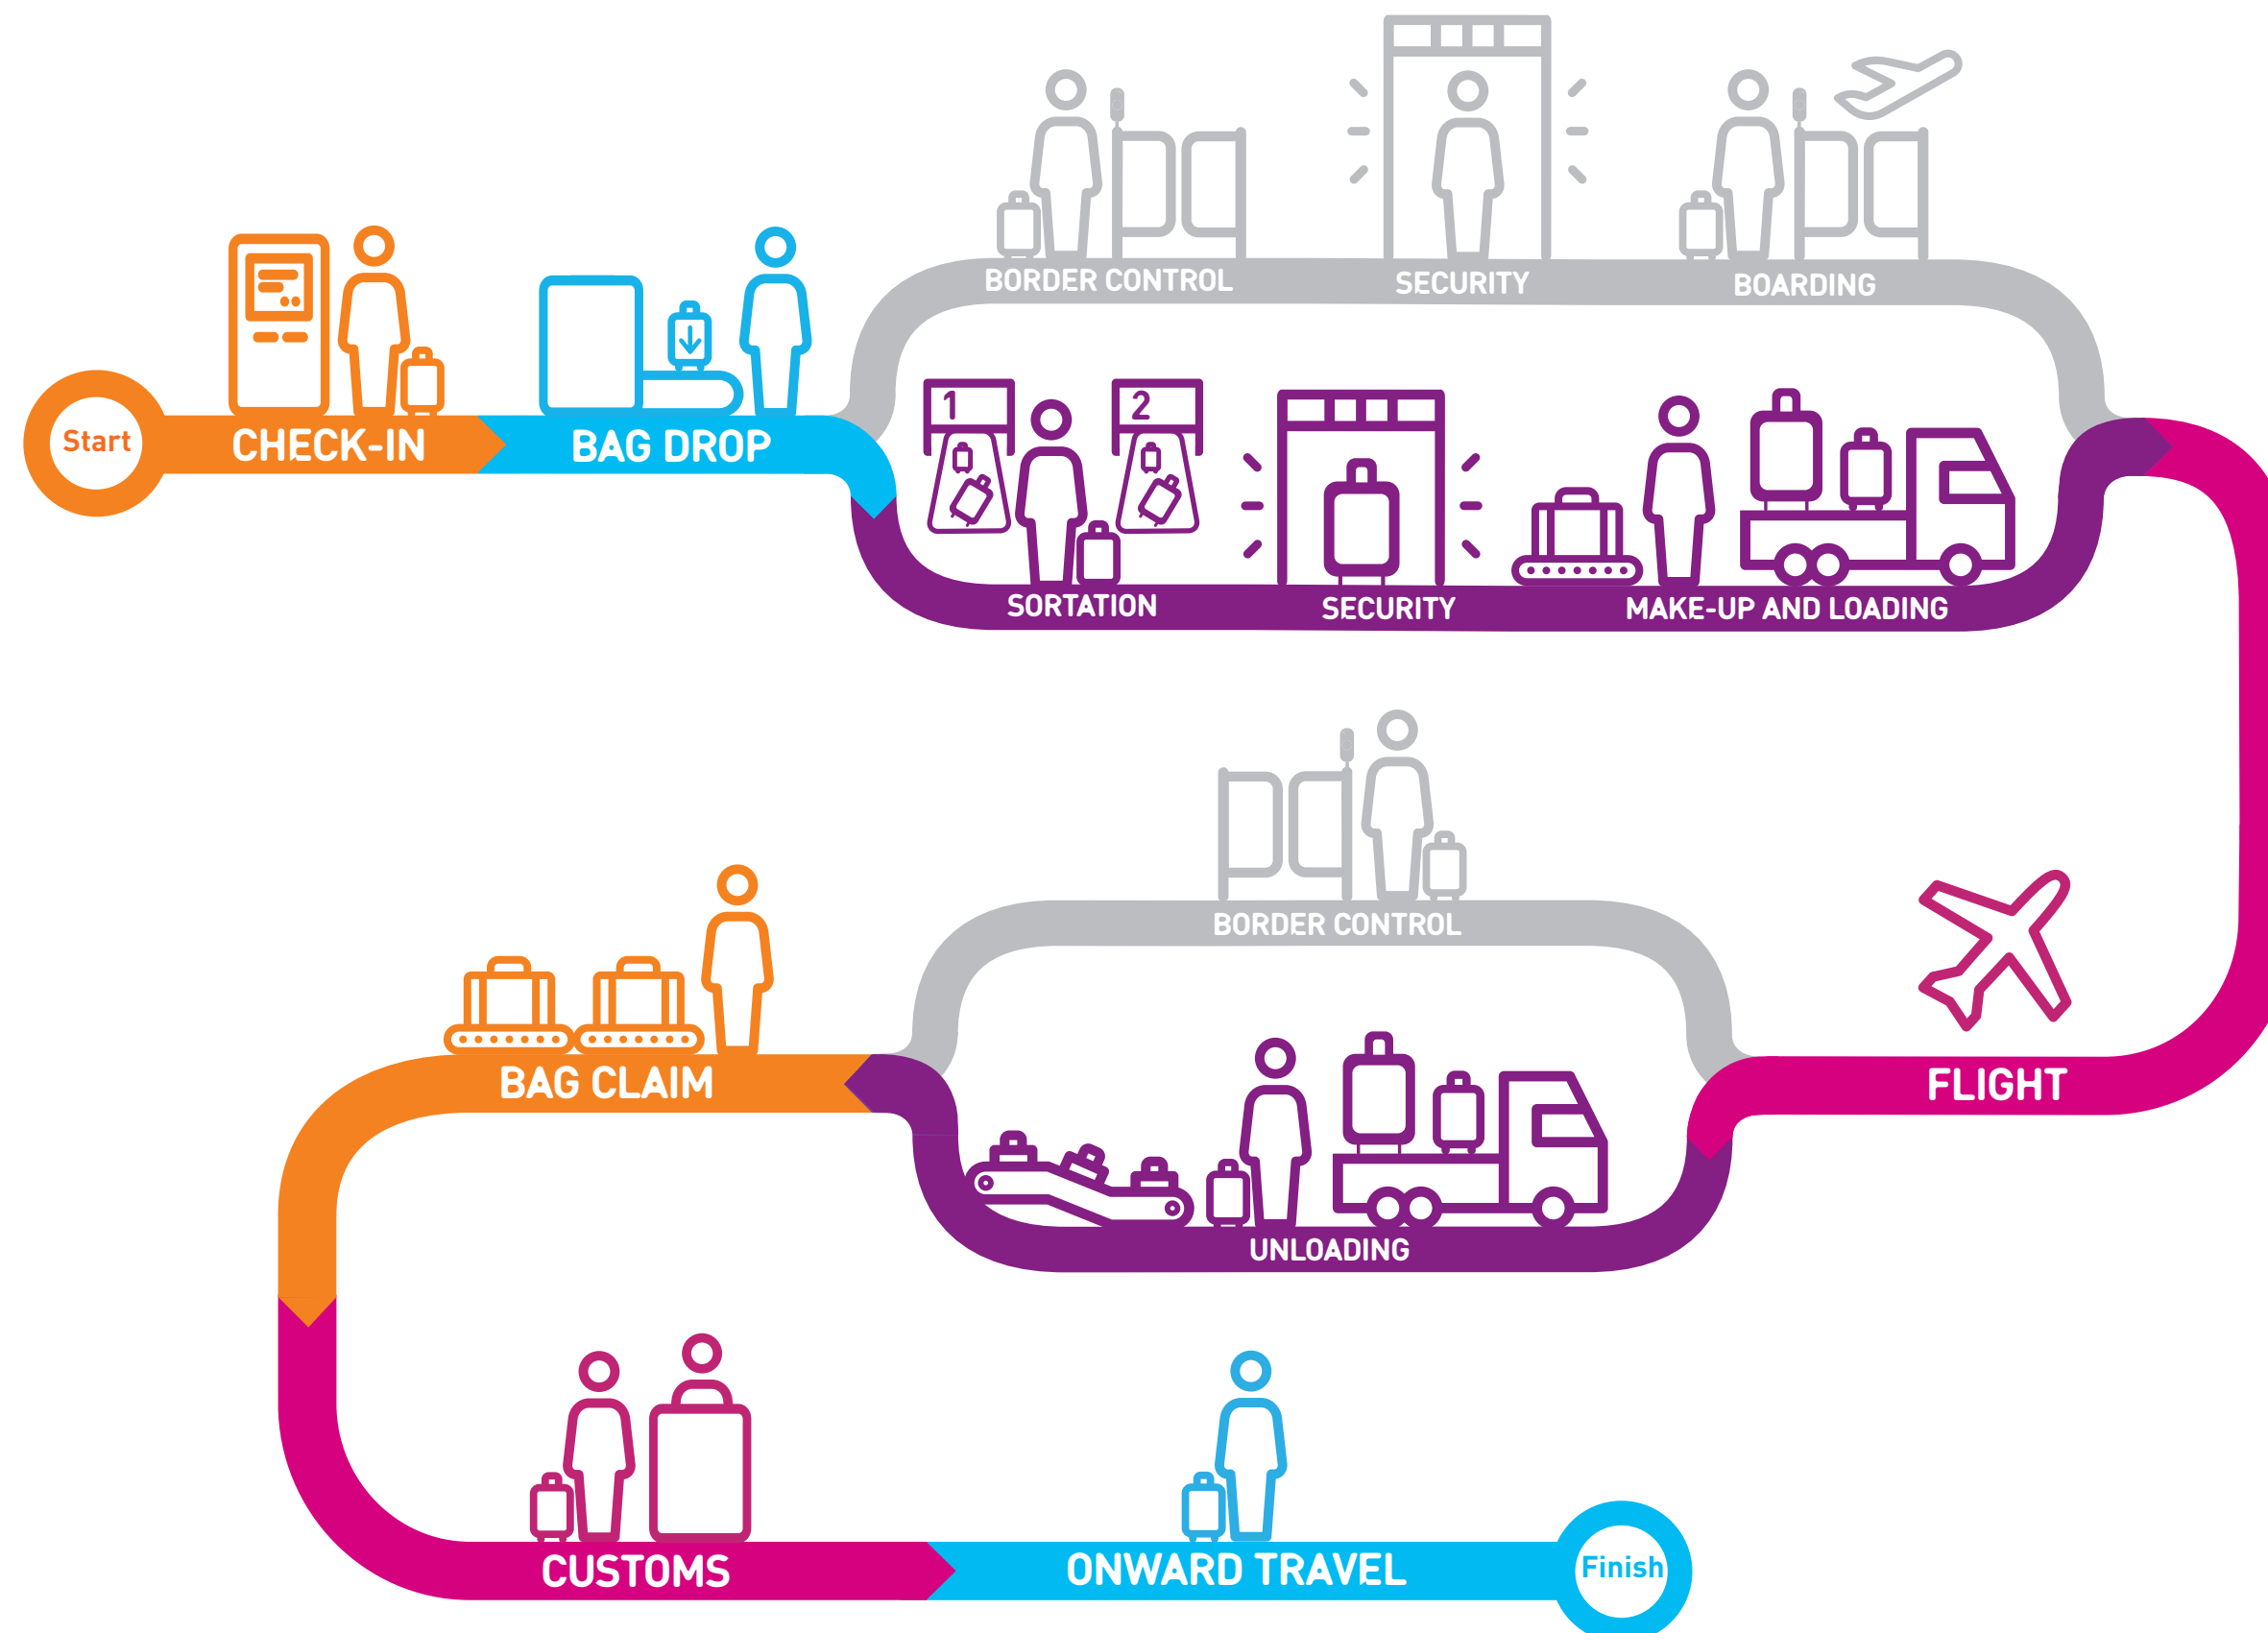 Start
CHECK-IN
BAG DROP
BORDER CONTROL
SECURITY
BOARDING
1
2
SORTATION
SECURITY
MAKE-UP AND LOADING
FLIGHT
BORDER CONTROL
UNLOADING
BAG CLAIM
CUSTOMS
ONWARD TRAVEL
Finish